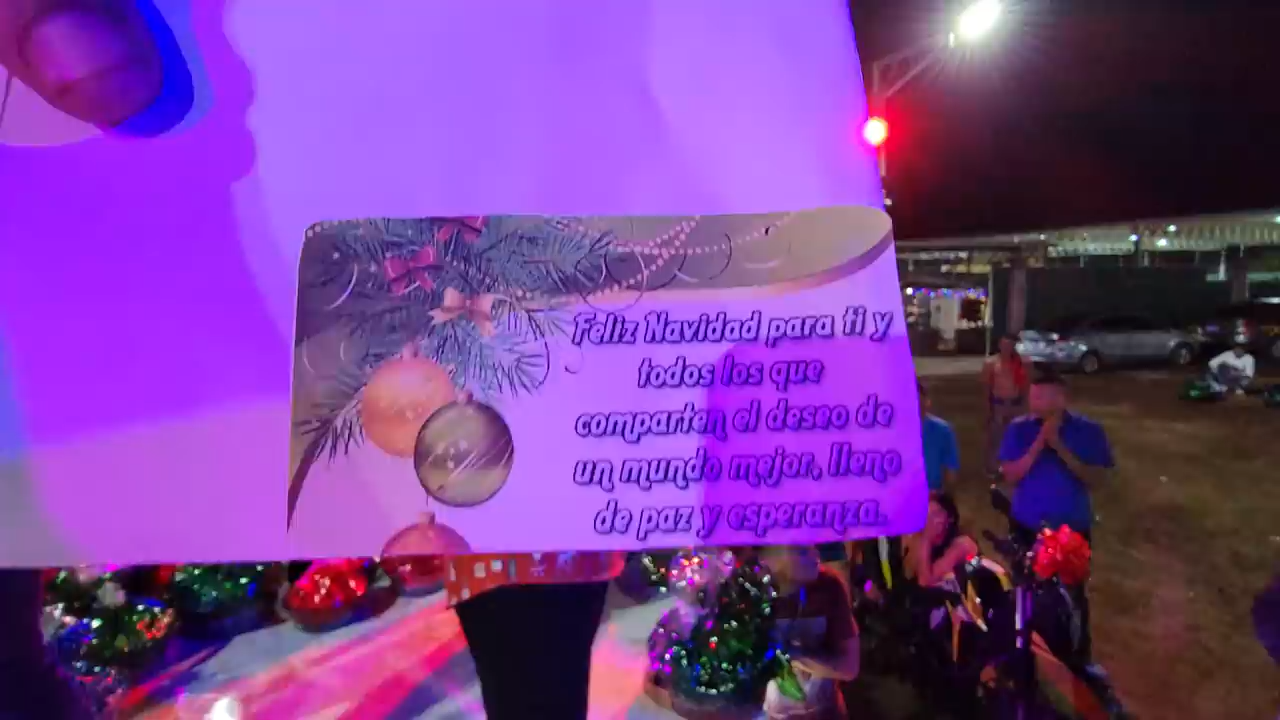 Feliz Navidad para ti y
todos los que
comparten el deseo de
un mundo mejor, lleno
de paz y esperanza.